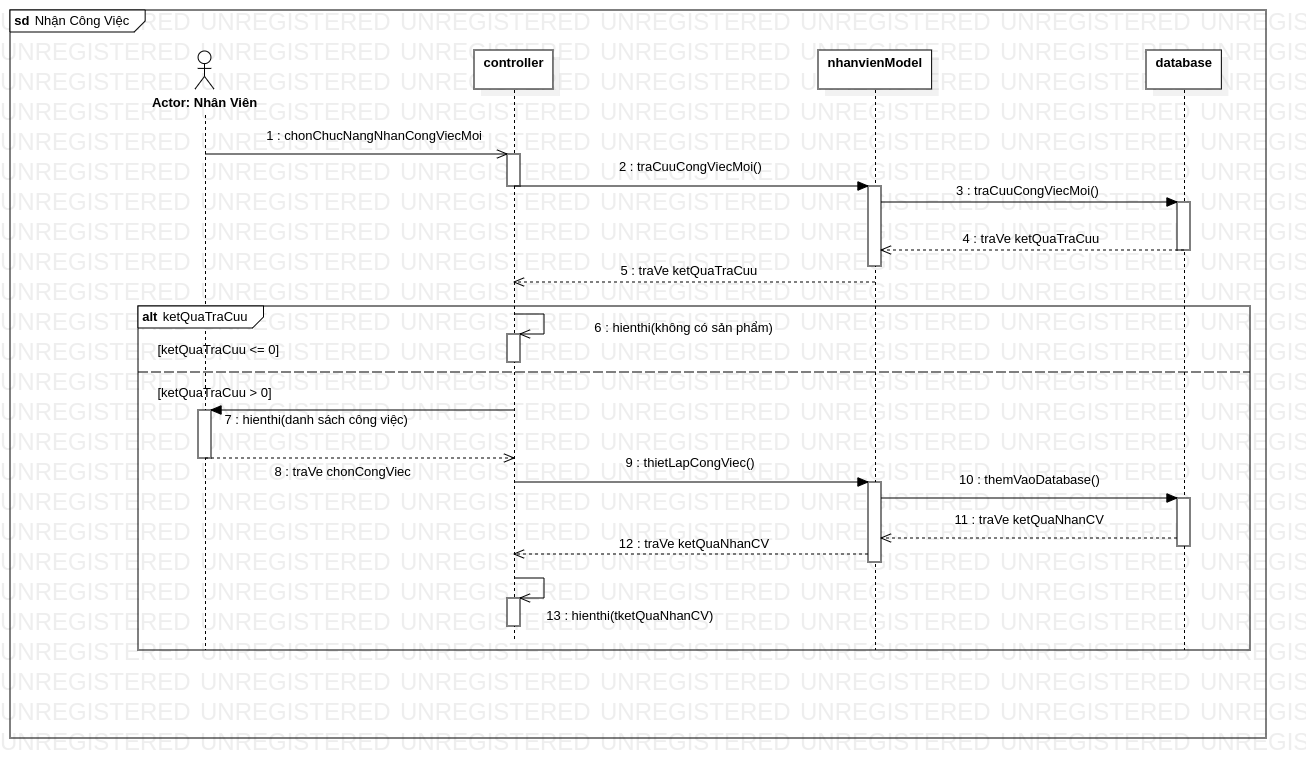 sd Nhận Công Việc
controller
nhanvienModel
database
Actor: Nhân Viên
1 : chonChucNangNhanCongViecMoi
2 : traCuuCongViecMoi()
3 : traCuuCongViecMoi()
4 : traVe ketQuaTraCuu
5 : traVe ketQuaTraCuu
alt ketQuaTraCuu
6 : hienthi(không có sản phẩm)
[ketQuaTraCuu <= 0]
[ketQuaTraCuu > 0]
7 : hienthi(danh sách công việc)
8 : traVe chonCongViec
9 : thietLapCongViec()
10 : themVaoDatabase()
11 : traVe ketQuaNhanCV
12 : traVe ketQuaNhanCV
13 : hienthi(tketQuaNhanCV)
UNREGISTERED